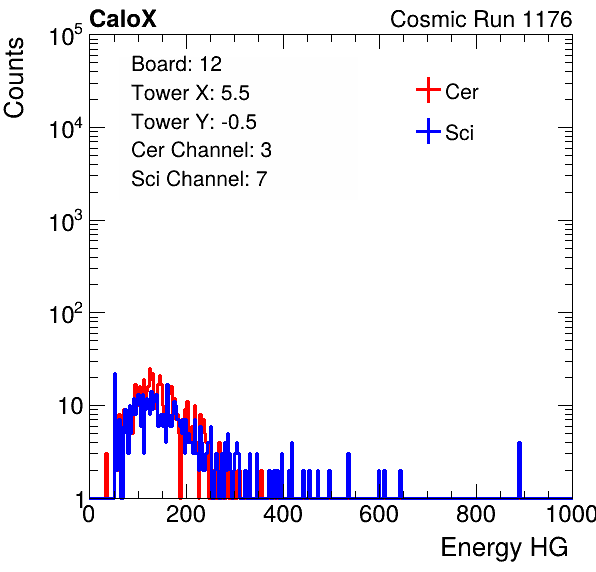 CaloX Cosmic Run 1176
Counts
10^5
10^4
10^3
10^2
10
1
Board: 12
Tower X: 5.5
Tower Y: -0.5
Cer Channel: 3
Sci Channel: 7
Cer
Sci
0 200 400 600 800 1000
Energy HG